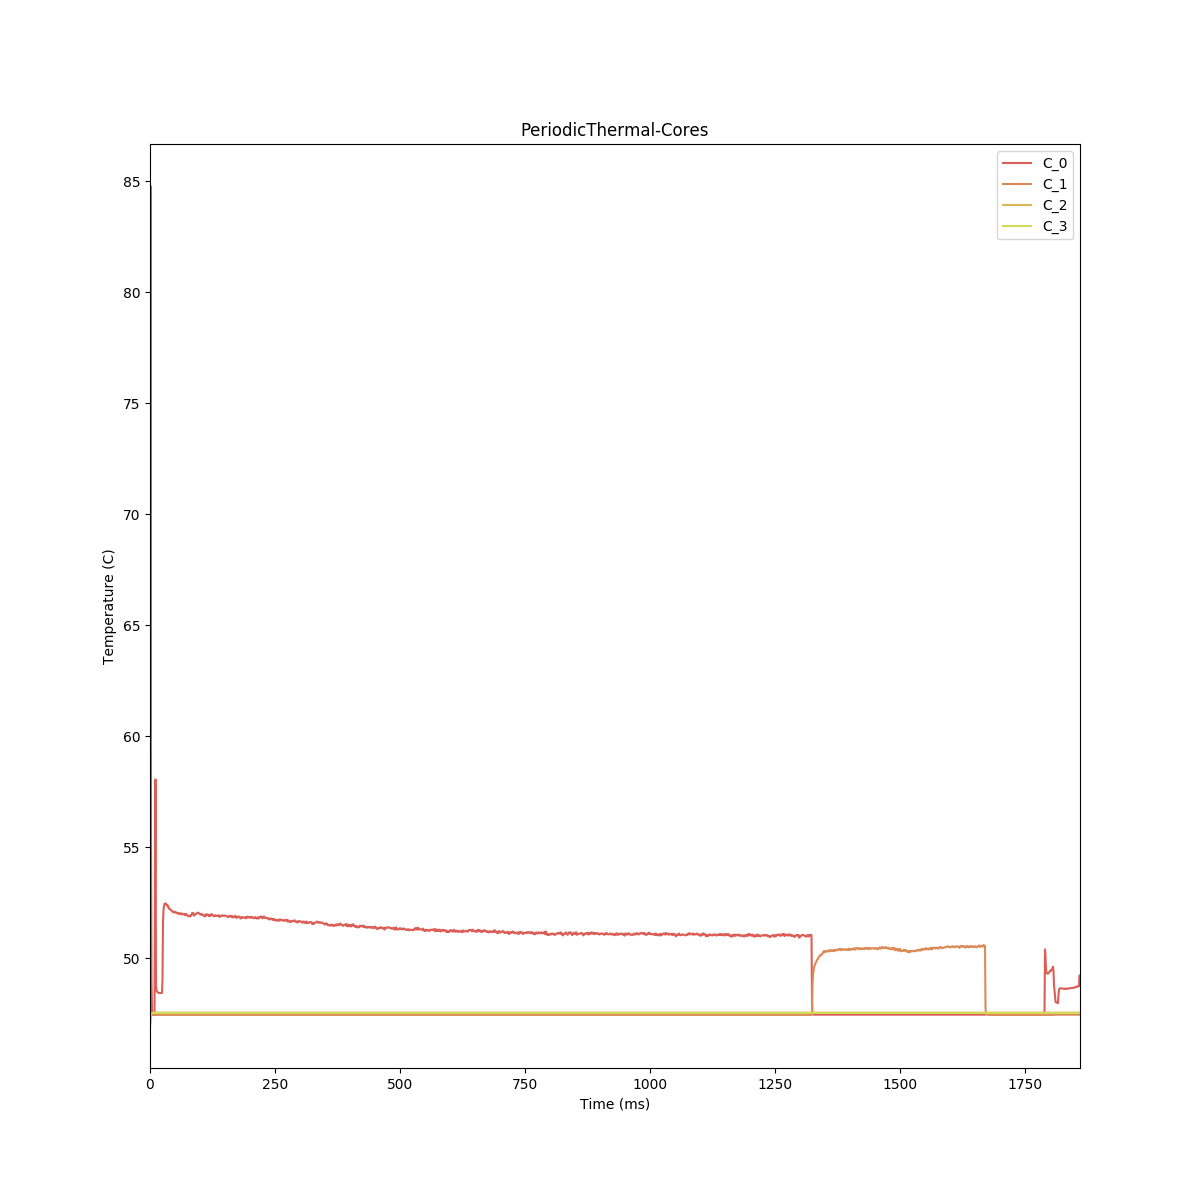 PeriodicThermal-Cores
C_0
C_1
C_2
C_3
85
80
75
70
65
60
55
50
Temperature (C)
0 250 500 750 1000 1250 1500 1750
Time (ms)